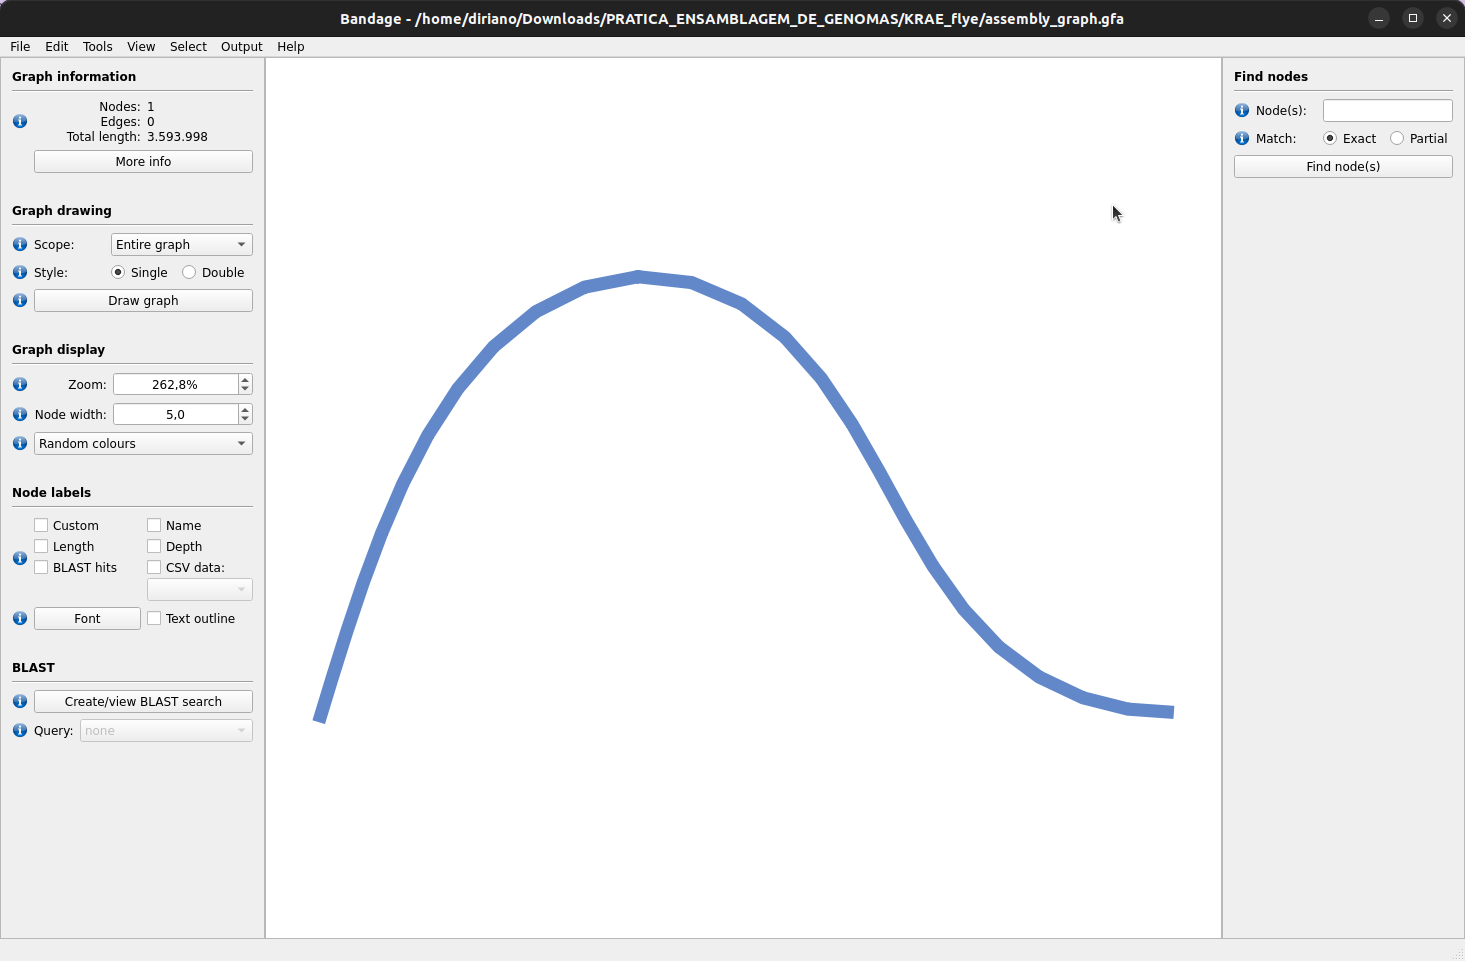 Bandage - /home/diriano/Downloads/PRATICA_ENSAMBLAGEM_DE_GENOMAS/KRAE_flye/assembly_graph.gfa
File Edit Tools View Select Output Help
Graph information
Nodes: 1
Edges: 0
Total length: 3.593.998
More info
Graph drawing
Scope: Entire graph
Style: Single Double
Draw graph
Graph display
Zoom: 262,8%
Node width: 5,0
Random colours
Node labels
Custom Name
Length Depth
BLAST hits CSV data:
Font Text outline
BLAST
Create/view BLAST search
Query: none
Find nodes
Node(s):
Match: Exact Partial
Find node(s)